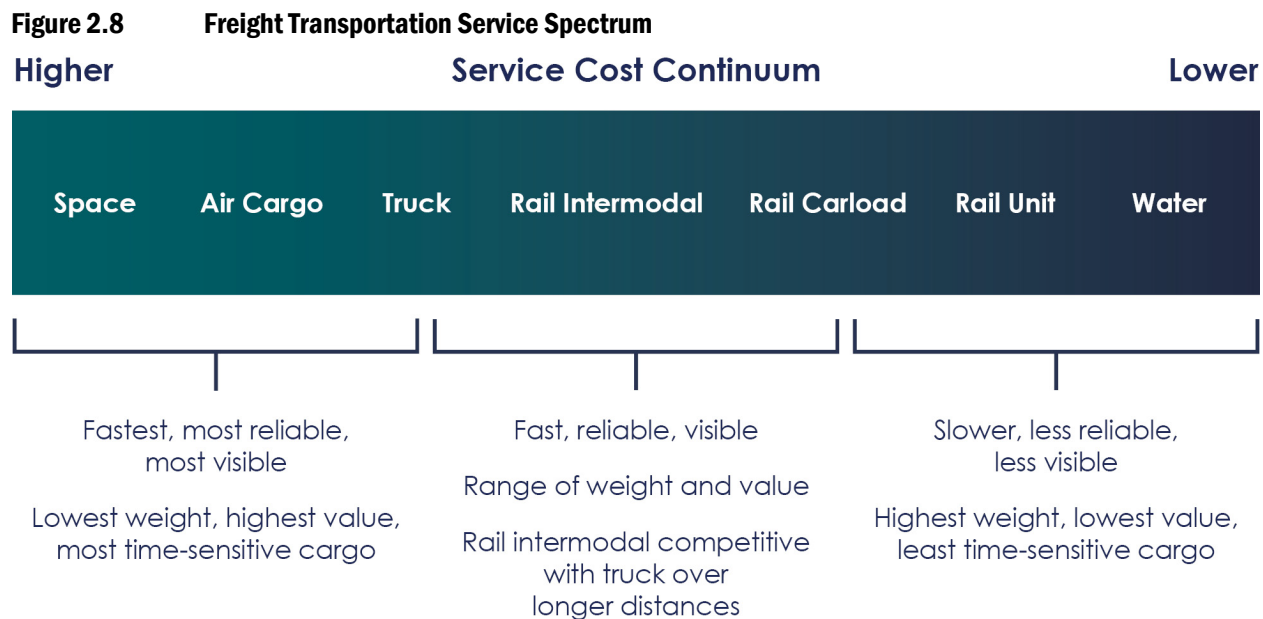 Figure 2.8 Freight Transportation Service Spectrum
Higher Service Cost Continuum Lower
Space Air Cargo Truck Rail Intermodal Rail Carload Rail Unit Water
Fastest, most reliable,
most visible
Lowest weight, highest value,
most time-sensitive cargo
Fast, reliable, visible
Range of weight and value
Rail intermodal competitive
with truck over
longer distances
Slower, less reliable,
less visible
Highest weight, lowest value,
least time-sensitive cargo